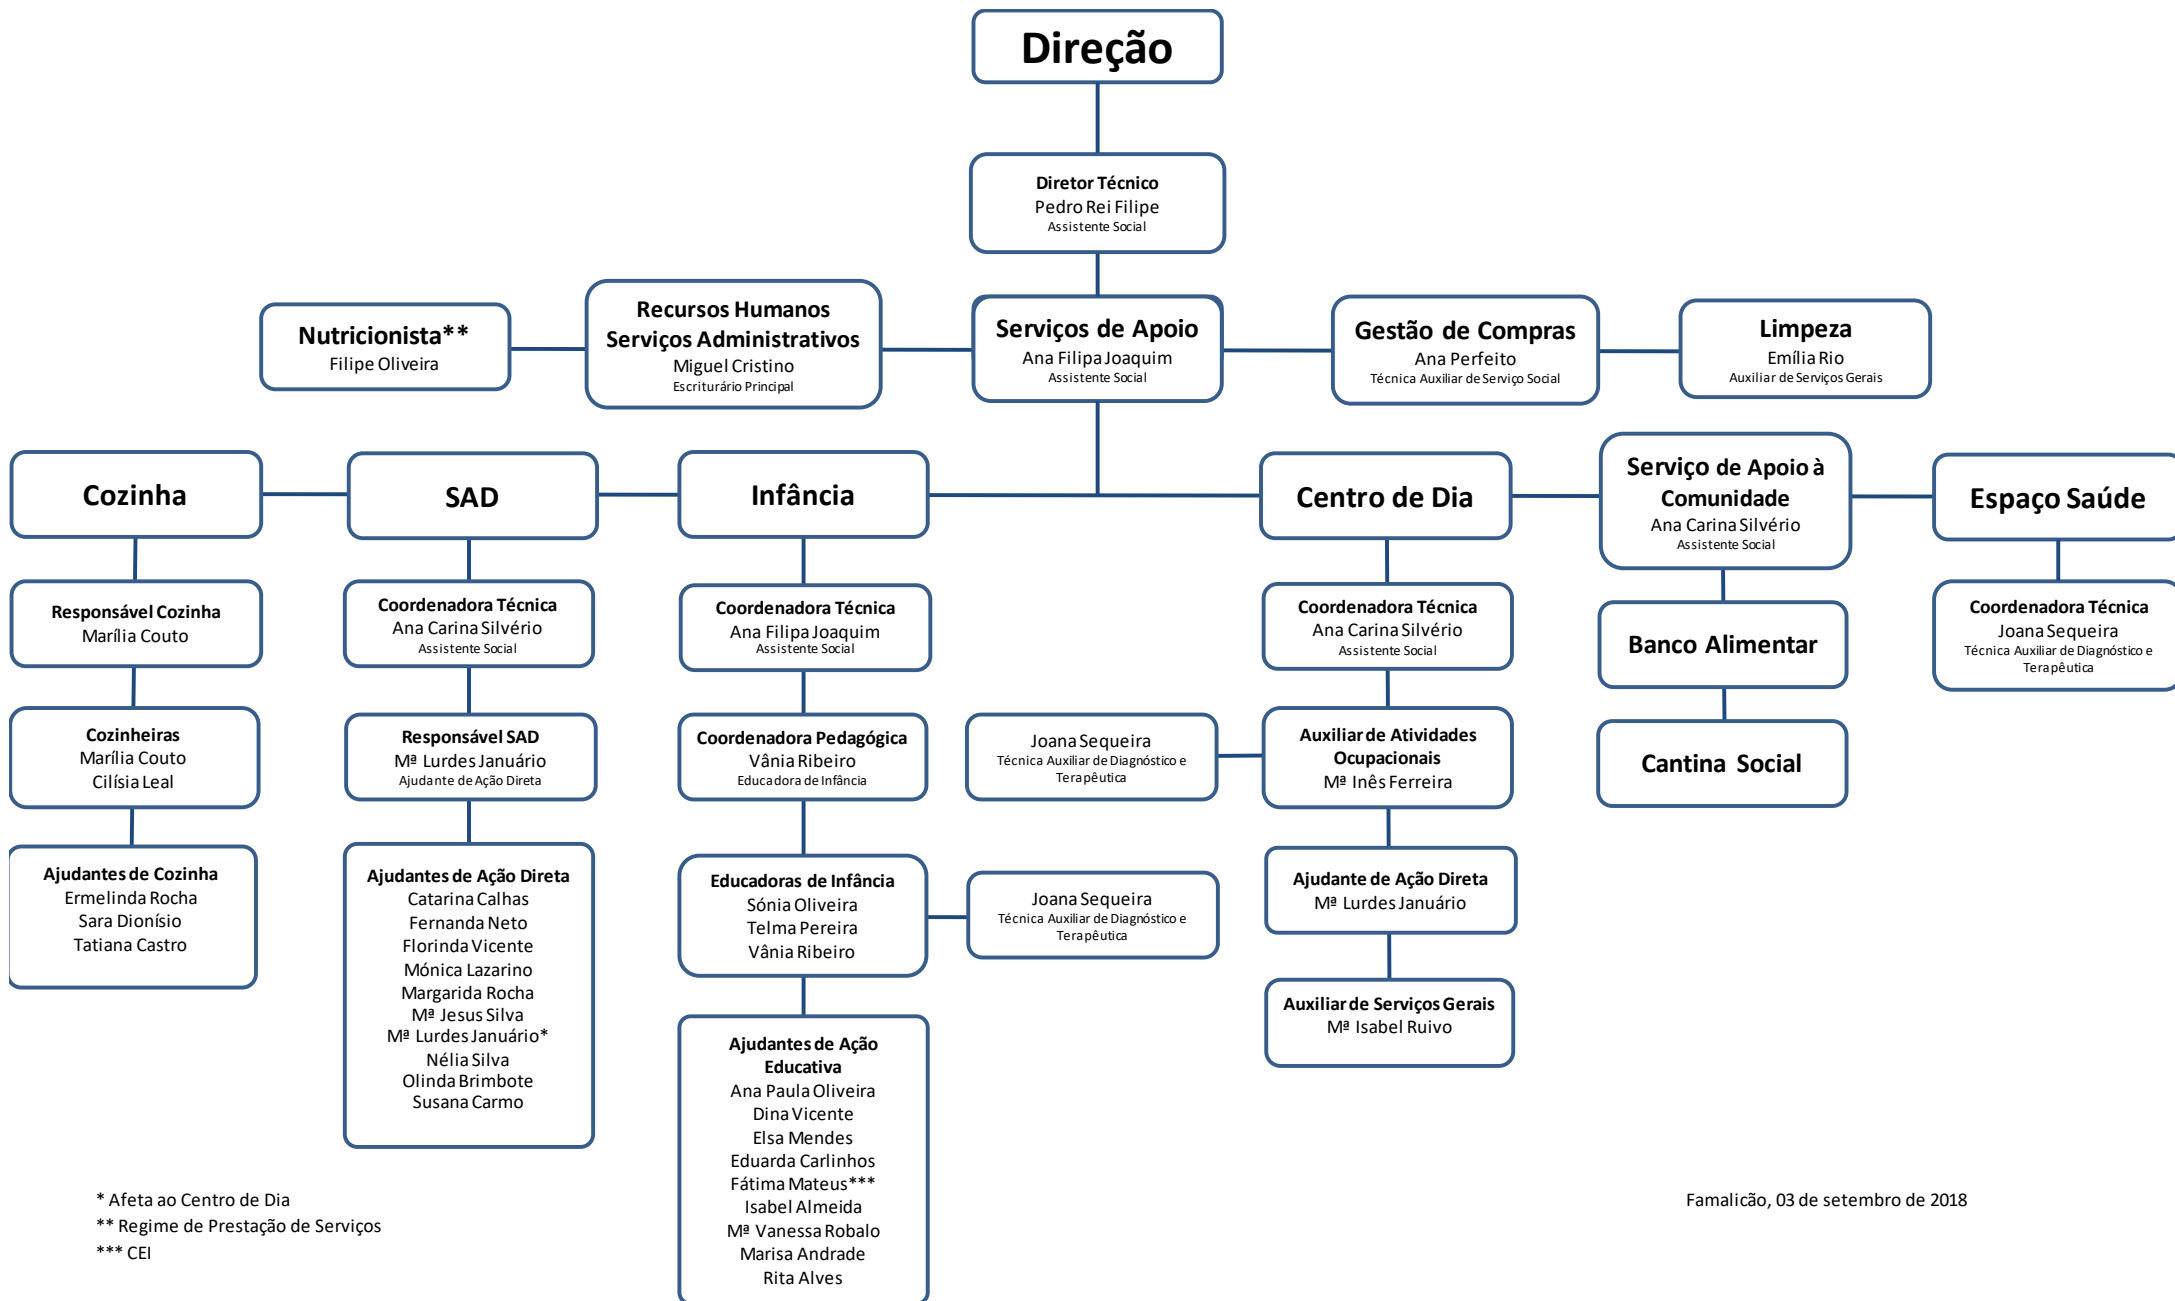 Direção
Diretor Técnico
Pedro Rei Filipe
Assistente Social
Nutricionista**
Filipe Oliveira
Recursos Humanos
Serviços Administrativos
Miguel Cristino
Escriturário Principal
Serviços de Apoio
Ana Filipa Joaquim
Assistente Social
Gestão de Compras
Ana Perfeito
Técnica Auxiliar de Serviço Social
Limpeza
Emília Rio
Auxiliar de Serviços Gerais
Cozinha
SAD
Infância
Centro de Dia
Serviço de Apoio à
Comunidade
Ana Carina Silvério
Assistente Social
Espaço Saúde
Responsável Cozinha
Marília Couto
Coordenadora Técnica
Ana Carina Silvério
Assistente Social
Coordenadora Técnica
Ana Filipa Joaquim
Assistente Social
Coordenadora Técnica
Ana Carina Silvério
Assistente Social
Banco Alimentar
Coordenadora Técnica
Joana Sequeira
Técnica Auxiliar de Diagnóstico e
Terapêutica
Cozinheiras
Marília Couto
Cilísia Leal
Responsável SAD
Mª Lurdes Januário
Ajudante de Ação Direta
Coordenadora Pedagógica
Vânia Ribeiro
Educadora de Infância
Joana Sequeira
Técnica Auxiliar de Diagnóstico e
Terapêutica
Auxiliar de Atividades
Ocupacionais
Mª Inês Ferreira
Cantina Social
Ajudantes de Cozinha
Ermelinda Rocha
Sara Dionísio
Tatiana Castro
Ajudantes de Ação Direta
Catarina Calhas
Fernanda Neto
Florinda Vicente
Mónica Lazarino
Margarida Rocha
Mª Jesus Silva
Mª Lurdes Januário*
Nélia Silva
Olinda Brimbote
Susana Carmo
Educadoras de Infância
Sónia Oliveira
Telma Pereira
Vânia Ribeiro
Joana Sequeira
Técnica Auxiliar de Diagnóstico e
Terapêutica
Ajudante de Ação Direta
Mª Lurdes Januário
Auxiliar de Serviços Gerais
Mª Isabel Ruivo
Ajudantes de Ação
Educativa
Ana Paula Oliveira
Dina Vicente
Elsa Mendes
Eduarda Carlinhos
Fátima Mateus***
Isabel Almeida
Mª Vanessa Robalo
Marisa Andrade
Rita Alves
* Afeta ao Centro de Dia
** Regime de Prestação de Serviços
*** CEI
Famalicão, 03 de setembro de 2018